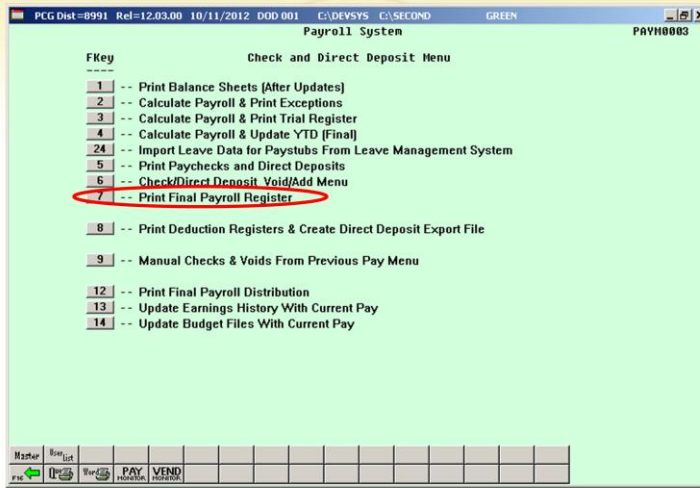 PCG Dist=8991 Rel=12.03.00 10/11/2012 DOD 001 C:\DEVSYS C:\SECOND GREEN
Payroll System PAYM0003
FKey Check and Direct Deposit Menu
----
1 -- Print Balance Sheets (After Updates)
2 -- Calculate Payroll & Print Exceptions
3 -- Calculate Payroll & Print Trial Register
4 -- Calculate Payroll & Update YTD (Final)
24 -- Import Leave Data for Paystubs From Leave Management System
5 -- Print Paychecks and Direct Deposits
6 -- Check/Direct Deposit Void/Add Menu
7 -- Print Final Payroll Register
8 -- Print Deduction Registers & Create Direct Deposit Export File
9 -- Manual Checks & Voids From Previous Pay Menu
12 -- Print Final Payroll Distribution
13 -- Update Earnings History With Current Pay
14 -- Update Budget Files With Current Pay
Master User list
F16 PAY MONITOR VEND MONITOR